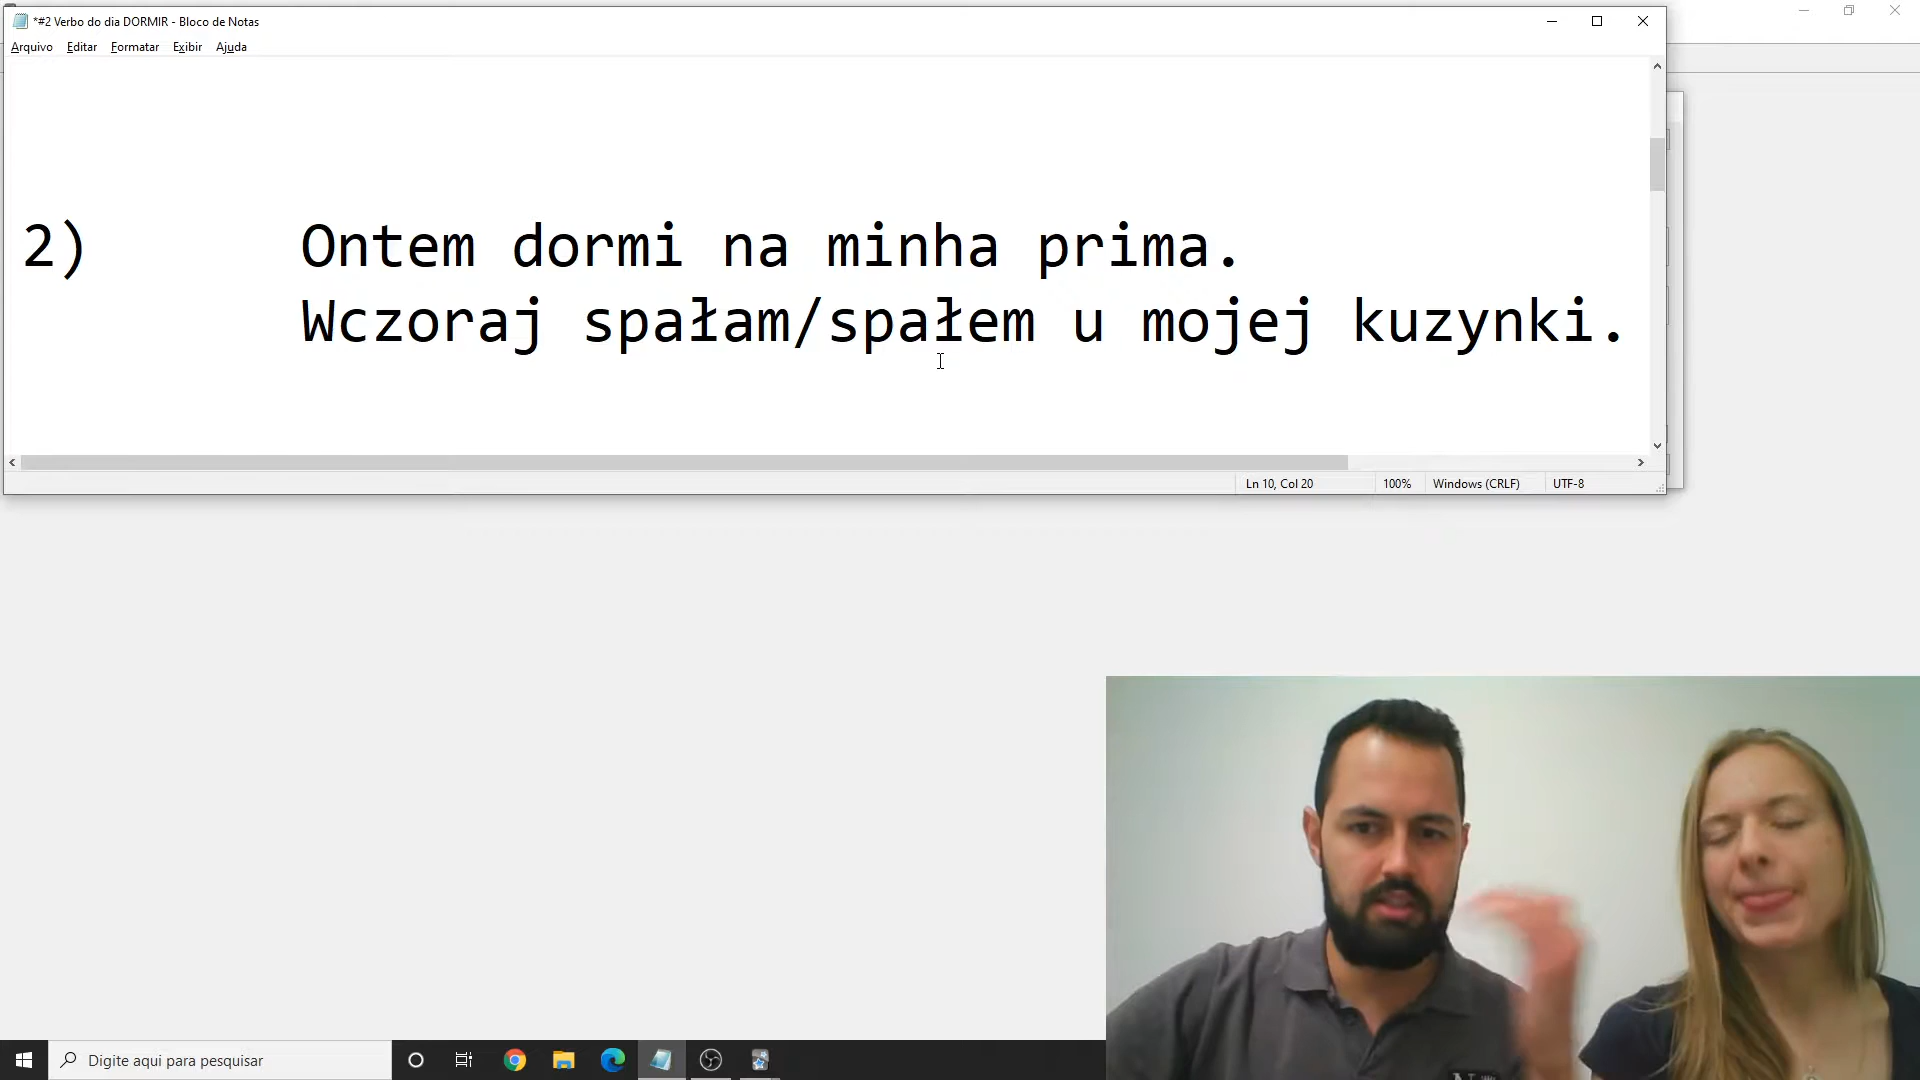 *#2 Verbo do dia DORMIR - Bloco de Notas
Arquivo Editar Formatar Exibir Ajuda
2) Ontem dormi na minha prima.
Wczoraj spałam/spałem u mojej kuzynki.
Ln 10, Col 20 100% Windows (CRLF) UTF-8
Digite aqui para pesquisar